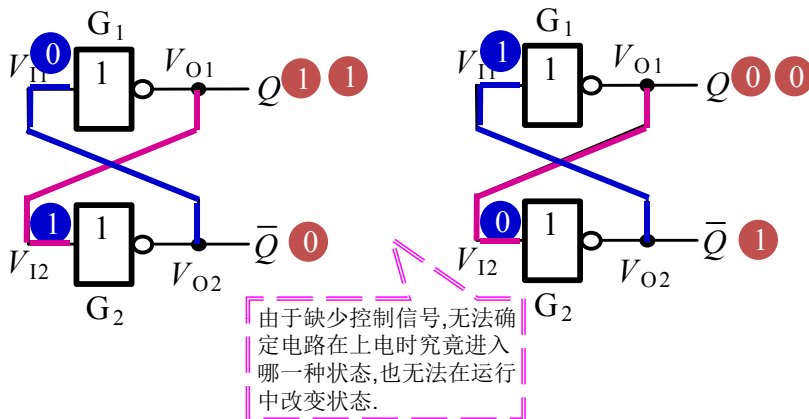 G1 G1
0 1
VI1 1 VO1 Q 1 1
VI1 1 VO1 Q 0 0
1 1 Q̅ 0
VI2 VO2
G2
0 1 Q̅ 1
VI2 VO2
G2
由于缺少控制信号,无法确
定电路在上电时究竟进入
哪一种状态,也无法在运行
中改变状态.